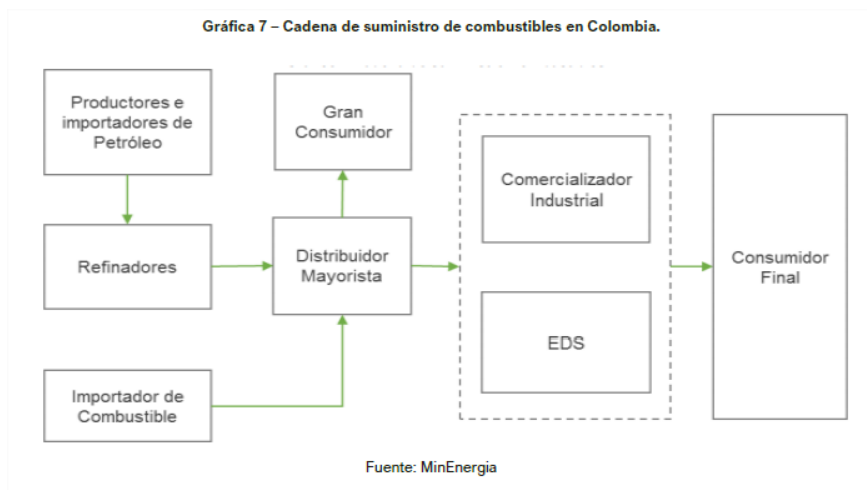 Gráfica 7 – Cadena de suministro de combustibles en Colombia.
Productores e
importadores de
Petróleo
Gran
Consumidor
Comercializador
Industrial
Refinadores
Distribuidor
Mayorista
Consumidor
Final
EDS
Importador de
Combustible
Fuente: MinEnergia